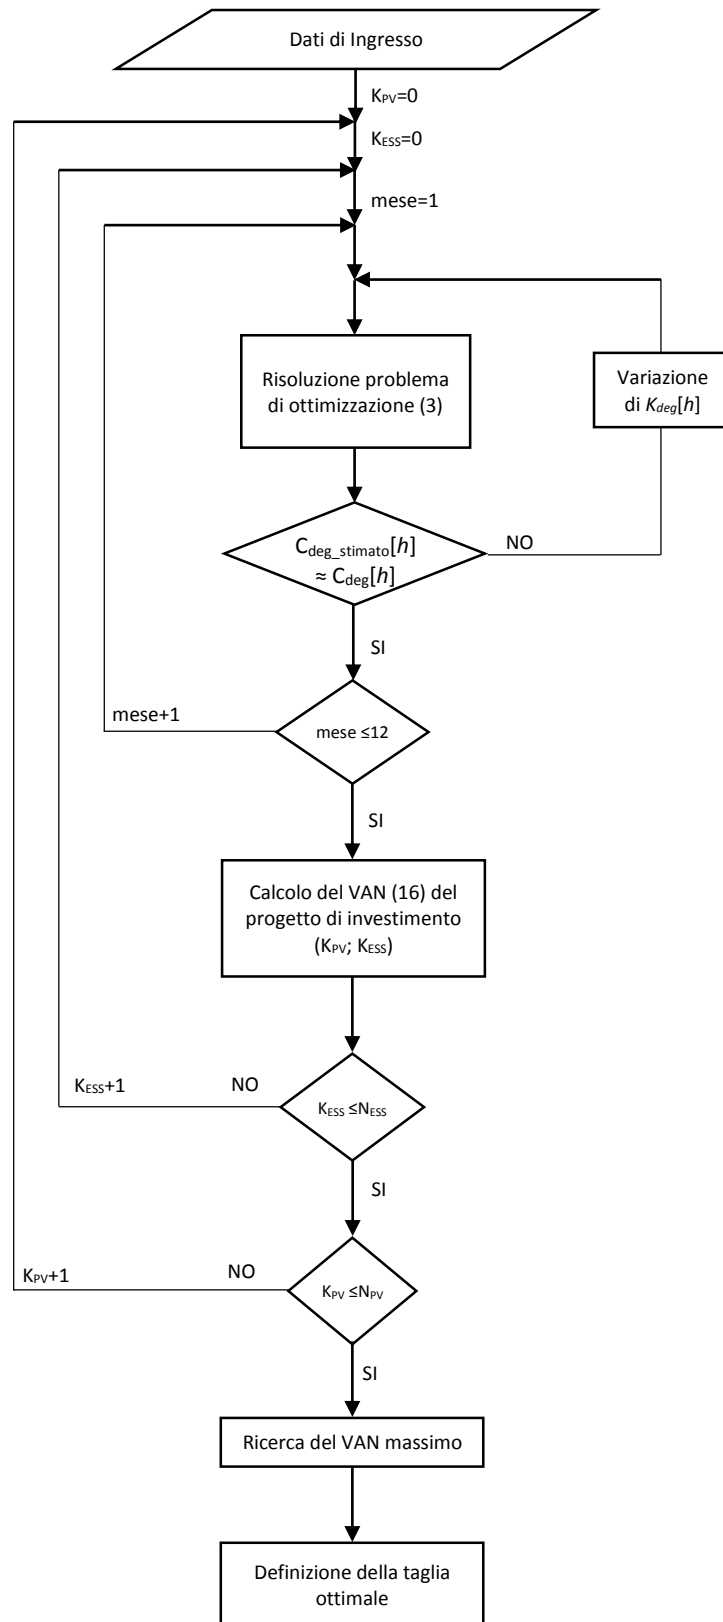 Dati di Ingresso
KPV=0
KESS=0
mese=1
Risoluzione problema
di ottimizzazione (3)
Variazione
di Kdeg[h]
Cdeg_stimato[h]
≈ Cdeg[h]
NO
SI
mese+1
mese ≤12
SI
Calcolo del VAN (16) del
progetto di investimento
(KPV; KESS)
KESS+1
NO
KESS ≤NESS
SI
KPV+1
NO
KPV ≤NPV
SI
Ricerca del VAN massimo
Definizione della taglia
ottimale